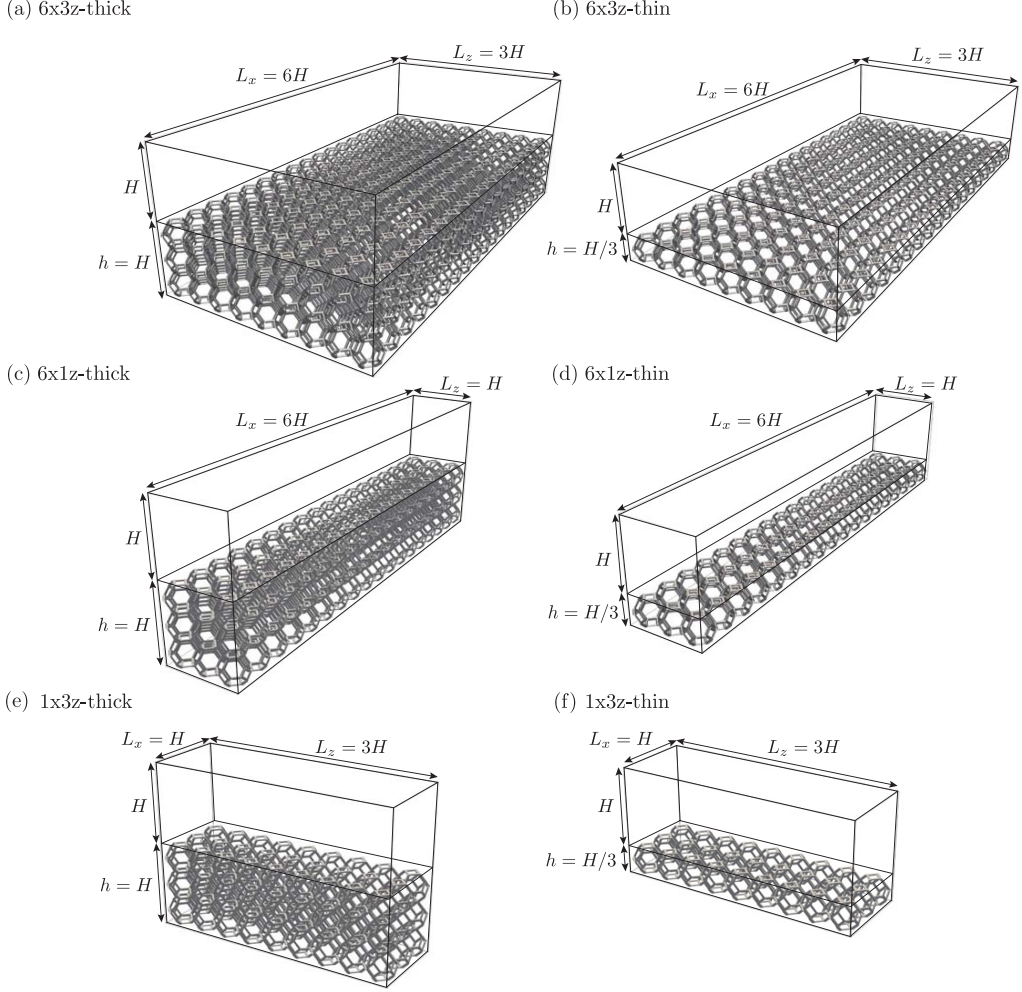 (a) 6x3z-thick
(b) 6x3z-thin
L_x = 6H
L_z = 3H
H
h = H
L_x = 6H
L_z = 3H
H
h = H/3
(c) 6x1z-thick
(d) 6x1z-thin
L_x = 6H
L_z = H
H
h = H
L_x = 6H
L_z = H
H
h = H/3
(e) 1x3z-thick
(f) 1x3z-thin
L_x = H
L_z = 3H
H
h = H
L_x = H
L_z = 3H
H
h = H/3